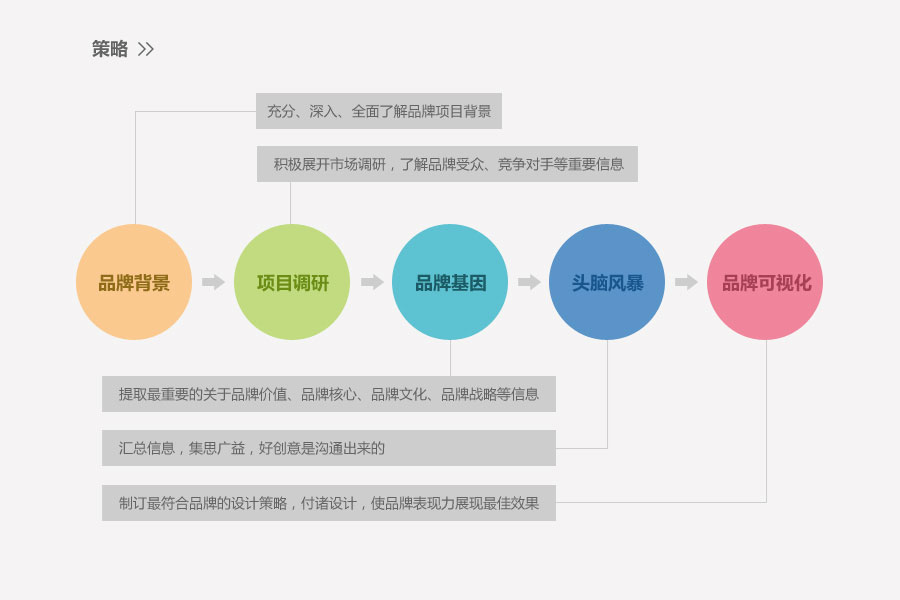 策略
充分、深入、全面了解品牌项目背景
积极展开市场调研，了解品牌受众、竞争对手等重要信息
品牌背景
项目调研
品牌基因
头脑风暴
品牌可视化
提取最重要的关于品牌价值、品牌核心、品牌文化、品牌战略等信息
汇总信息，集思广益，好创意是沟通出来的
制订最符合品牌的设计策略，付诸设计，使品牌表现力展现最佳效果